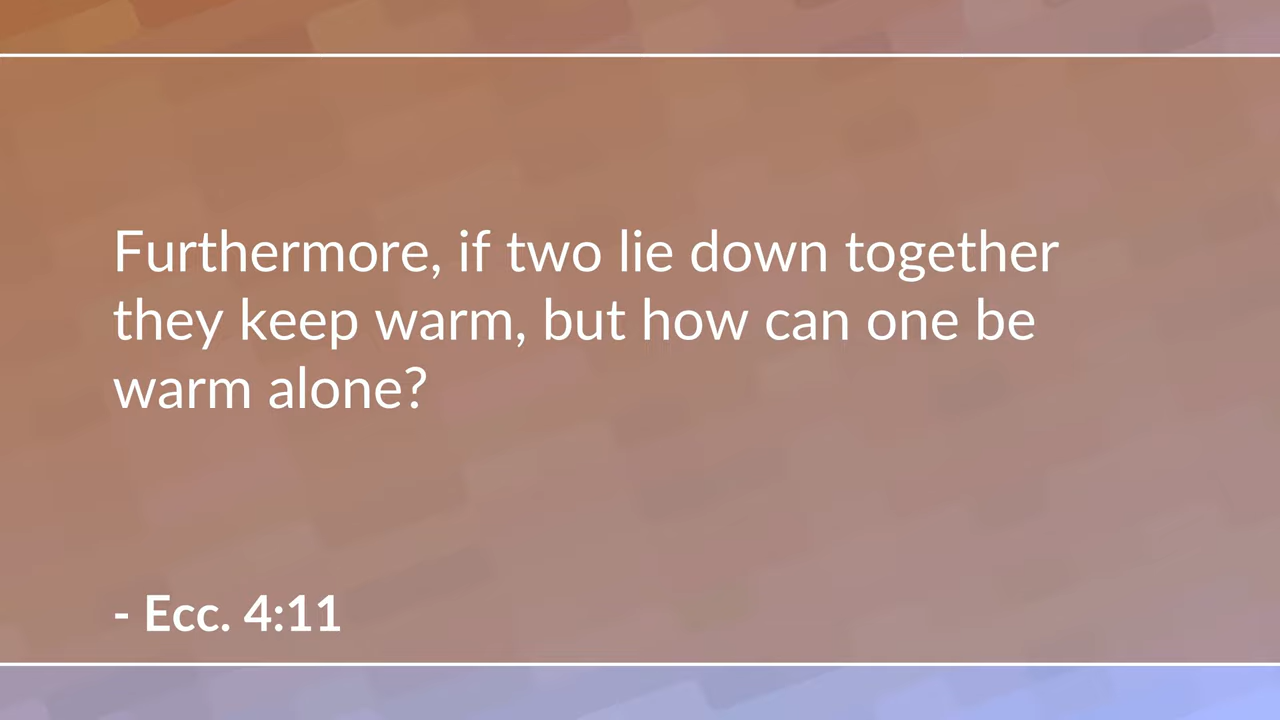 Furthermore, if two lie down together
they keep warm, but how can one be
warm alone?
- Ecc. 4:11